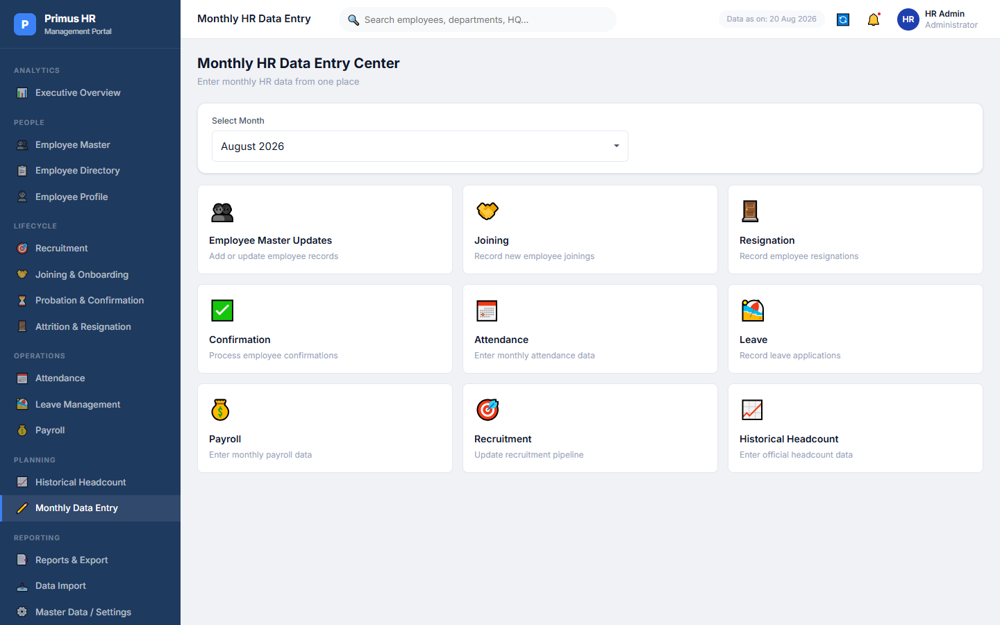 P
Primus HR
Management Portal
ANALYTICS
Executive Overview
PEOPLE
Employee Master
Employee Directory
Employee Profile
LIFECYCLE
Recruitment
Joining & Onboarding
Probation & Confirmation
Attrition & Resignation
OPERATIONS
Attendance
Leave Management
Payroll
PLANNING
Historical Headcount
Monthly Data Entry
REPORTING
Reports & Export
Data Import
Master Data / Settings
Monthly HR Data Entry
Search employees, departments, HQ...
Data as on: 20 Aug 2026
HR
HR Admin
Administrator
Monthly HR Data Entry Center
Enter monthly HR data from one place
Select Month
August 2026
Employee Master Updates
Add or update employee records
Joining
Record new employee joinings
Resignation
Record employee resignations
Confirmation
Process employee confirmations
Attendance
Enter monthly attendance data
Leave
Record leave applications
Payroll
Enter monthly payroll data
Recruitment
Update recruitment pipeline
Historical Headcount
Enter official headcount data